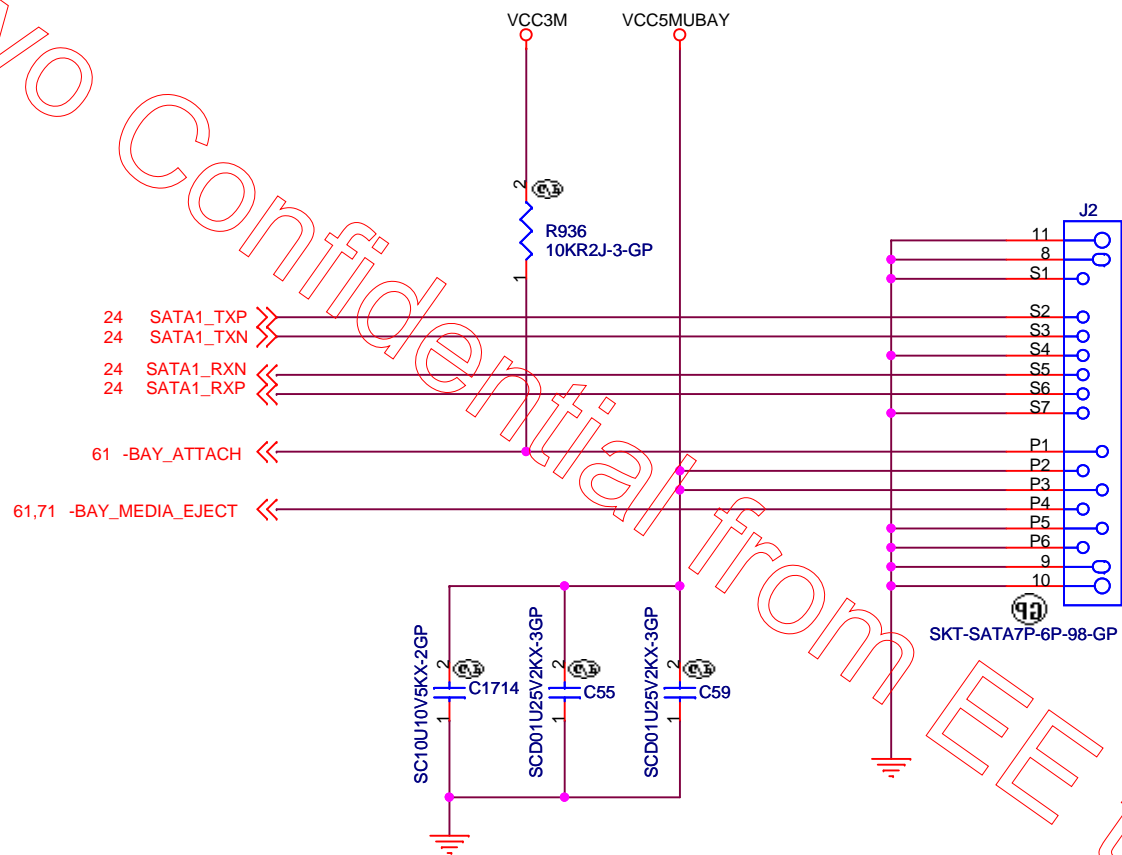 VCC3M VCC5MUBAY
2
R936
10KR2J-3-GP
1
J2
11
8
S1
24 SATA1_TXP S2
24 SATA1_TXN S3
S4
24 SATA1_RXN S5
24 SATA1_RXP S6
S7
61 -BAY_ATTACH P1
P2
P3
61,71 -BAY_MEDIA_EJECT P4
P5
P6
9
10
GP
SKT-SATA7P-6P-98-GP
SC10U10V5KX-2GP
2
C1714
1
SCD01U25V2KX-3GP
2
C55
1
SCD01U25V2KX-3GP
2
C59
1
vo Confidential from EE